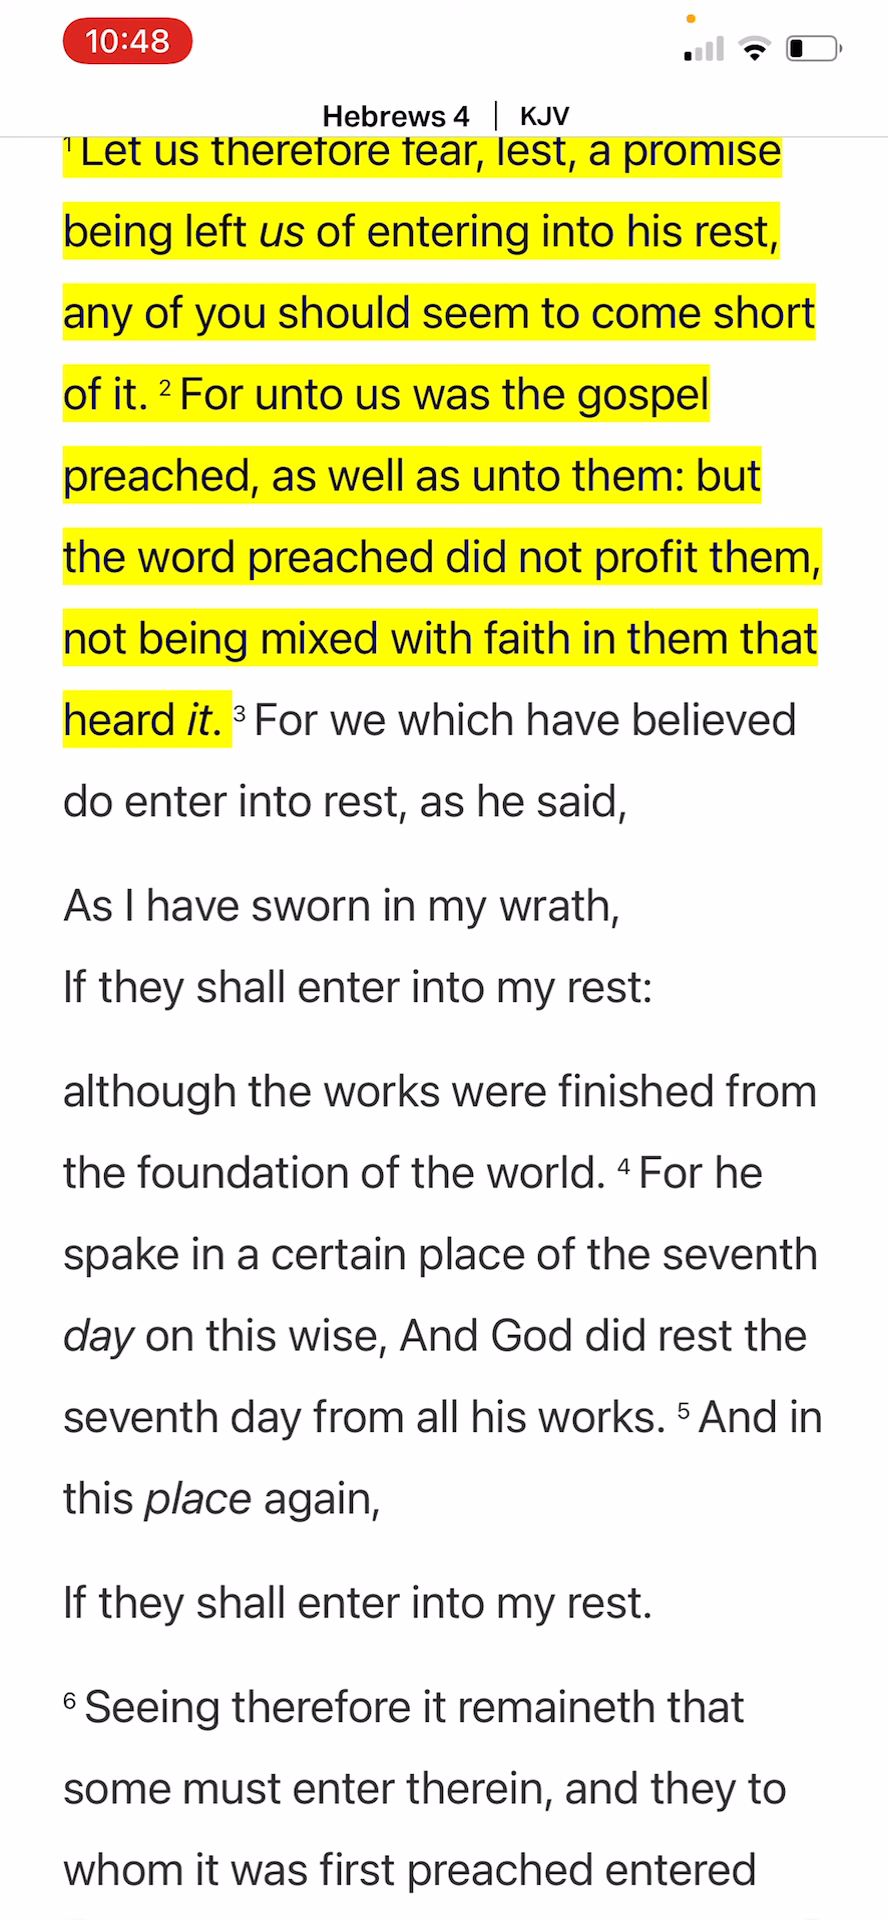 10:48
Hebrews 4 | KJV
1 Let us therefore fear, lest, a promise
being left us of entering into his rest,
any of you should seem to come short
of it. 2 For unto us was the gospel
preached, as well as unto them: but
the word preached did not profit them,
not being mixed with faith in them that
heard it. 3 For we which have believed
do enter into rest, as he said,
As I have sworn in my wrath,
If they shall enter into my rest:
although the works were finished from
the foundation of the world. 4 For he
spake in a certain place of the seventh
day on this wise, And God did rest the
seventh day from all his works. 5 And in
this place again,
If they shall enter into my rest.
6 Seeing therefore it remaineth that
some must enter therein, and they to
whom it was first preached entered